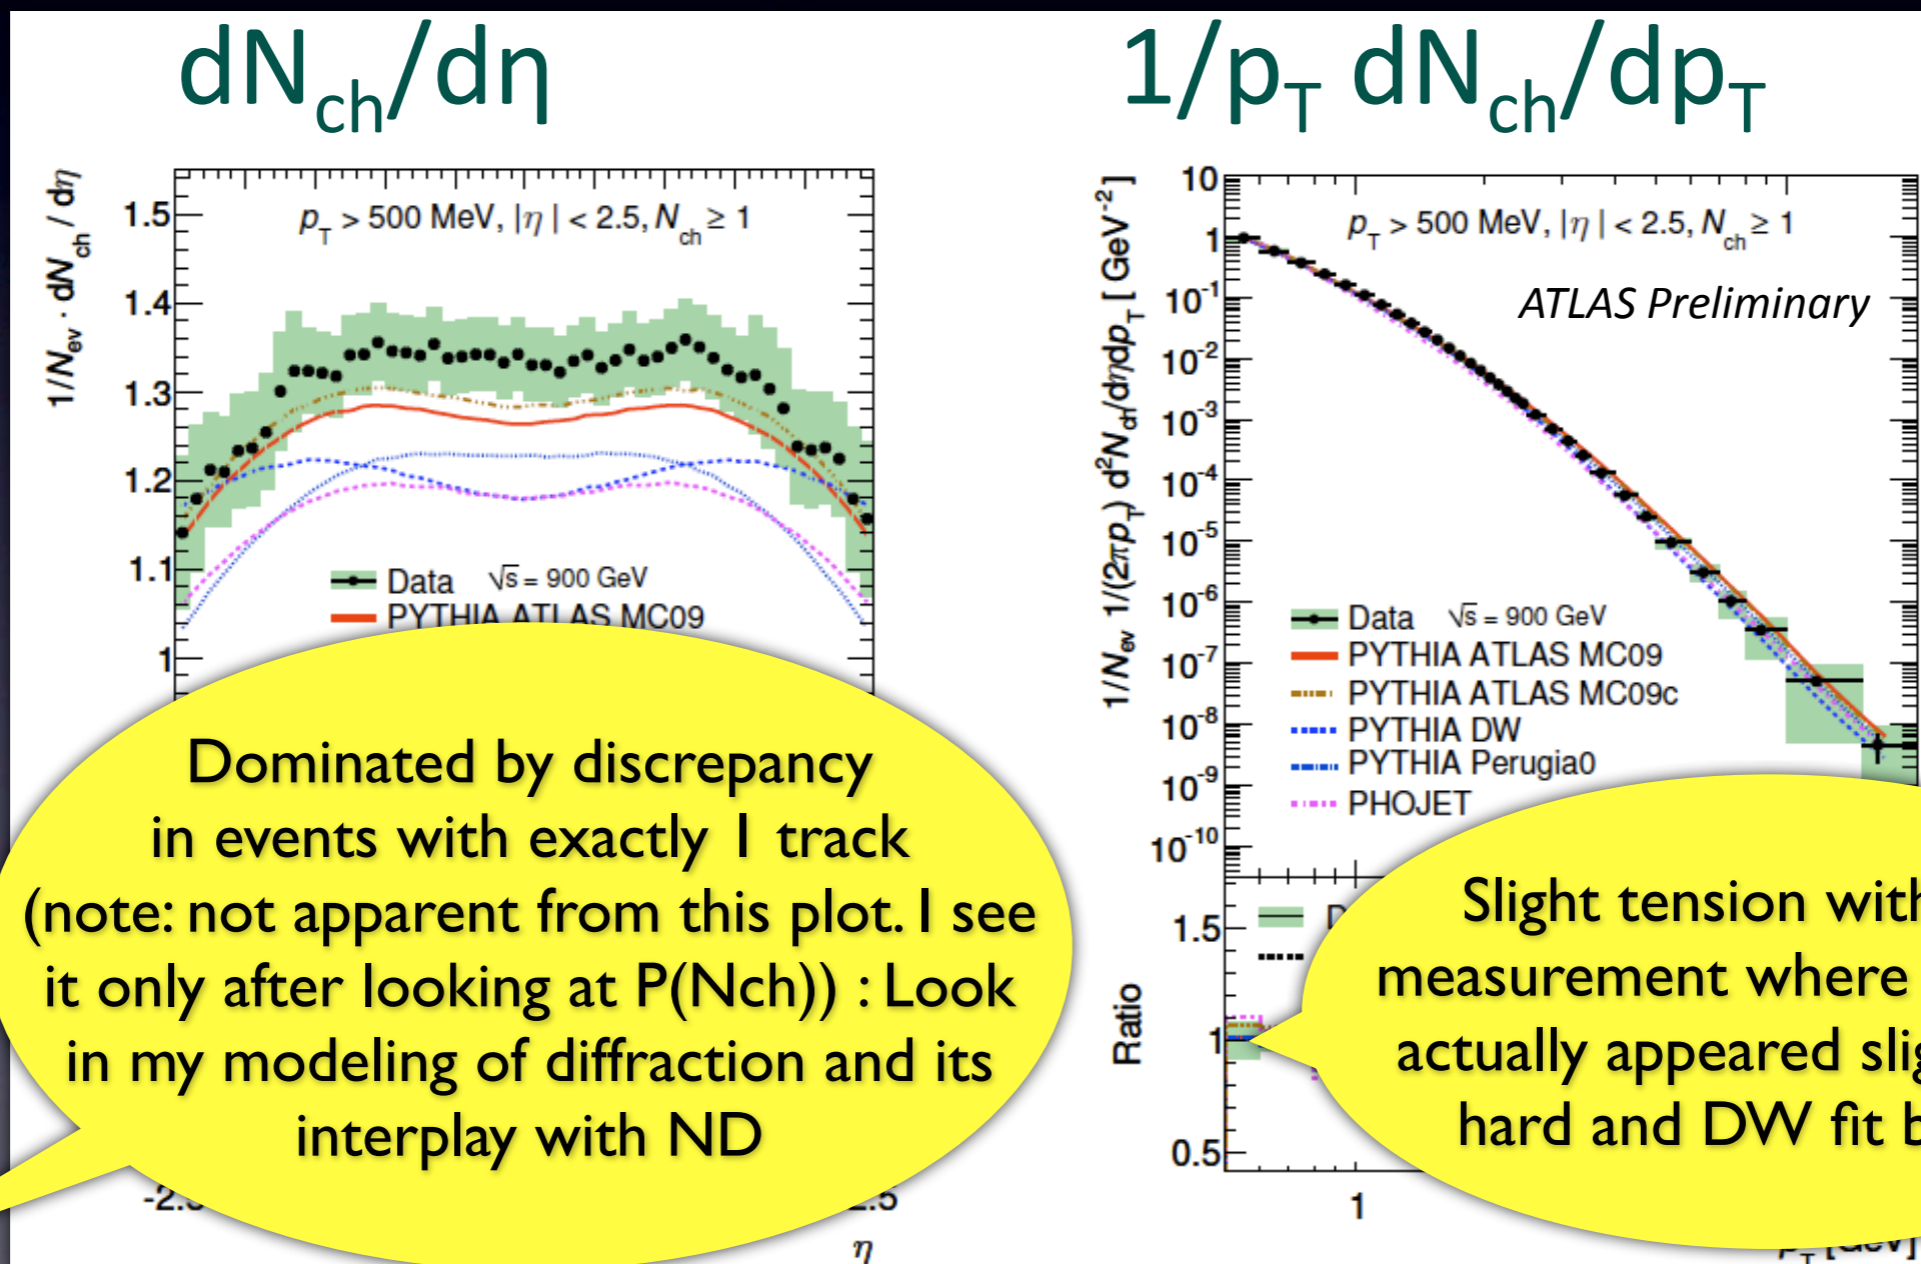 dNch/dη
1/pT dNch/dpT
1/Nev · dNch / dη
1.5
1.4
1.3
1.2
1.1
1
pT > 500 MeV, |η| < 2.5, Nch ≥ 1
Data √s = 900 GeV
PYTHIA ATLAS MC09
Dominated by discrepancy
in events with exactly 1 track
(note: not apparent from this plot. I see
it only after looking at P(Nch)) : Look
in my modeling of diffraction and its
interplay with ND
η
1/Nev 1/(2πpT) d²Nch/dηdpT [ GeV⁻²]
10
1
10⁻¹
10⁻²
10⁻³
10⁻⁴
10⁻⁵
10⁻⁶
10⁻⁷
10⁻⁸
10⁻⁹
10⁻¹⁰
pT > 500 MeV, |η| < 2.5, Nch ≥ 1
ATLAS Preliminary
Data √s = 900 GeV
PYTHIA ATLAS MC09
PYTHIA ATLAS MC09c
PYTHIA DW
PYTHIA Perugia0
PHOJET
Ratio
1.5
1
0.5
Slight tension with
measurement where
actually appeared
hard and DW fit
1
pT [GeV]